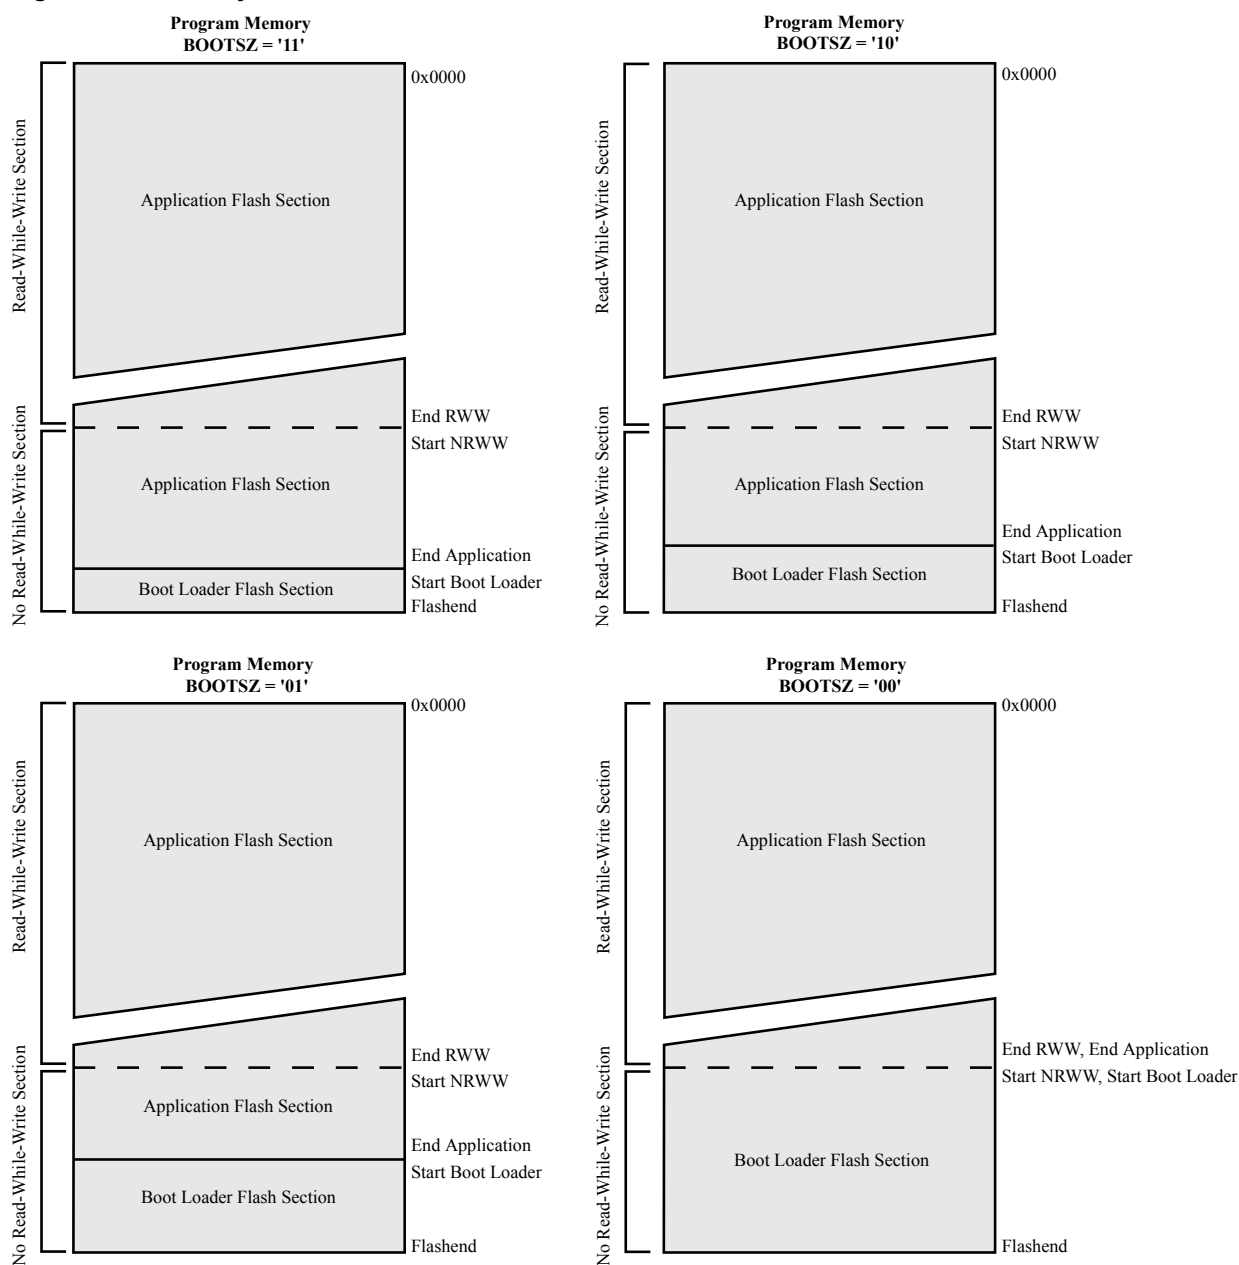 Program Memory
BOOTSZ = '11'
0x0000
Read-While-Write Section
Application Flash Section
End RWW
Start NRWW
No Read-While-Write Section
Application Flash Section
End Application
Start Boot Loader
Boot Loader Flash Section
Flashend
Program Memory
BOOTSZ = '10'
0x0000
Read-While-Write Section
Application Flash Section
End RWW
Start NRWW
No Read-While-Write Section
Application Flash Section
End Application
Start Boot Loader
Boot Loader Flash Section
Flashend
Program Memory
BOOTSZ = '01'
0x0000
Read-While-Write Section
Application Flash Section
End RWW
Start NRWW
No Read-While-Write Section
Application Flash Section
End Application
Start Boot Loader
Boot Loader Flash Section
Flashend
Program Memory
BOOTSZ = '00'
0x0000
Read-While-Write Section
Application Flash Section
End RWW, End Application
Start NRWW, Start Boot Loader
No Read-While-Write Section
Boot Loader Flash Section
Flashend